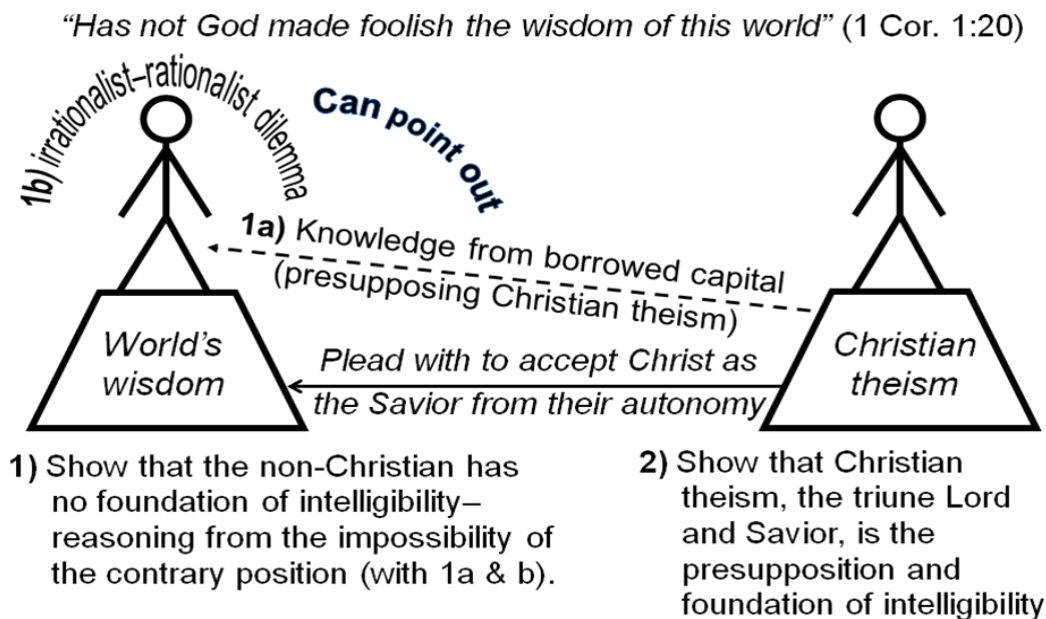 “Has not God made foolish the wisdom of this world” (1 Cor. 1:20)
1b) irrationalist–rationalist dilemma
Can point out
1a) Knowledge from borrowed capital
(presupposing Christian theism)
World’s
wisdom
Plead with to accept Christ as
the Savior from their autonomy
Christian
theism
1) Show that the non-Christian has
no foundation of intelligibility–
reasoning from the impossibility of
the contrary position (with 1a & b).
2) Show that Christian
theism, the triune Lord
and Savior, is the
presupposition and
foundation of intelligibility